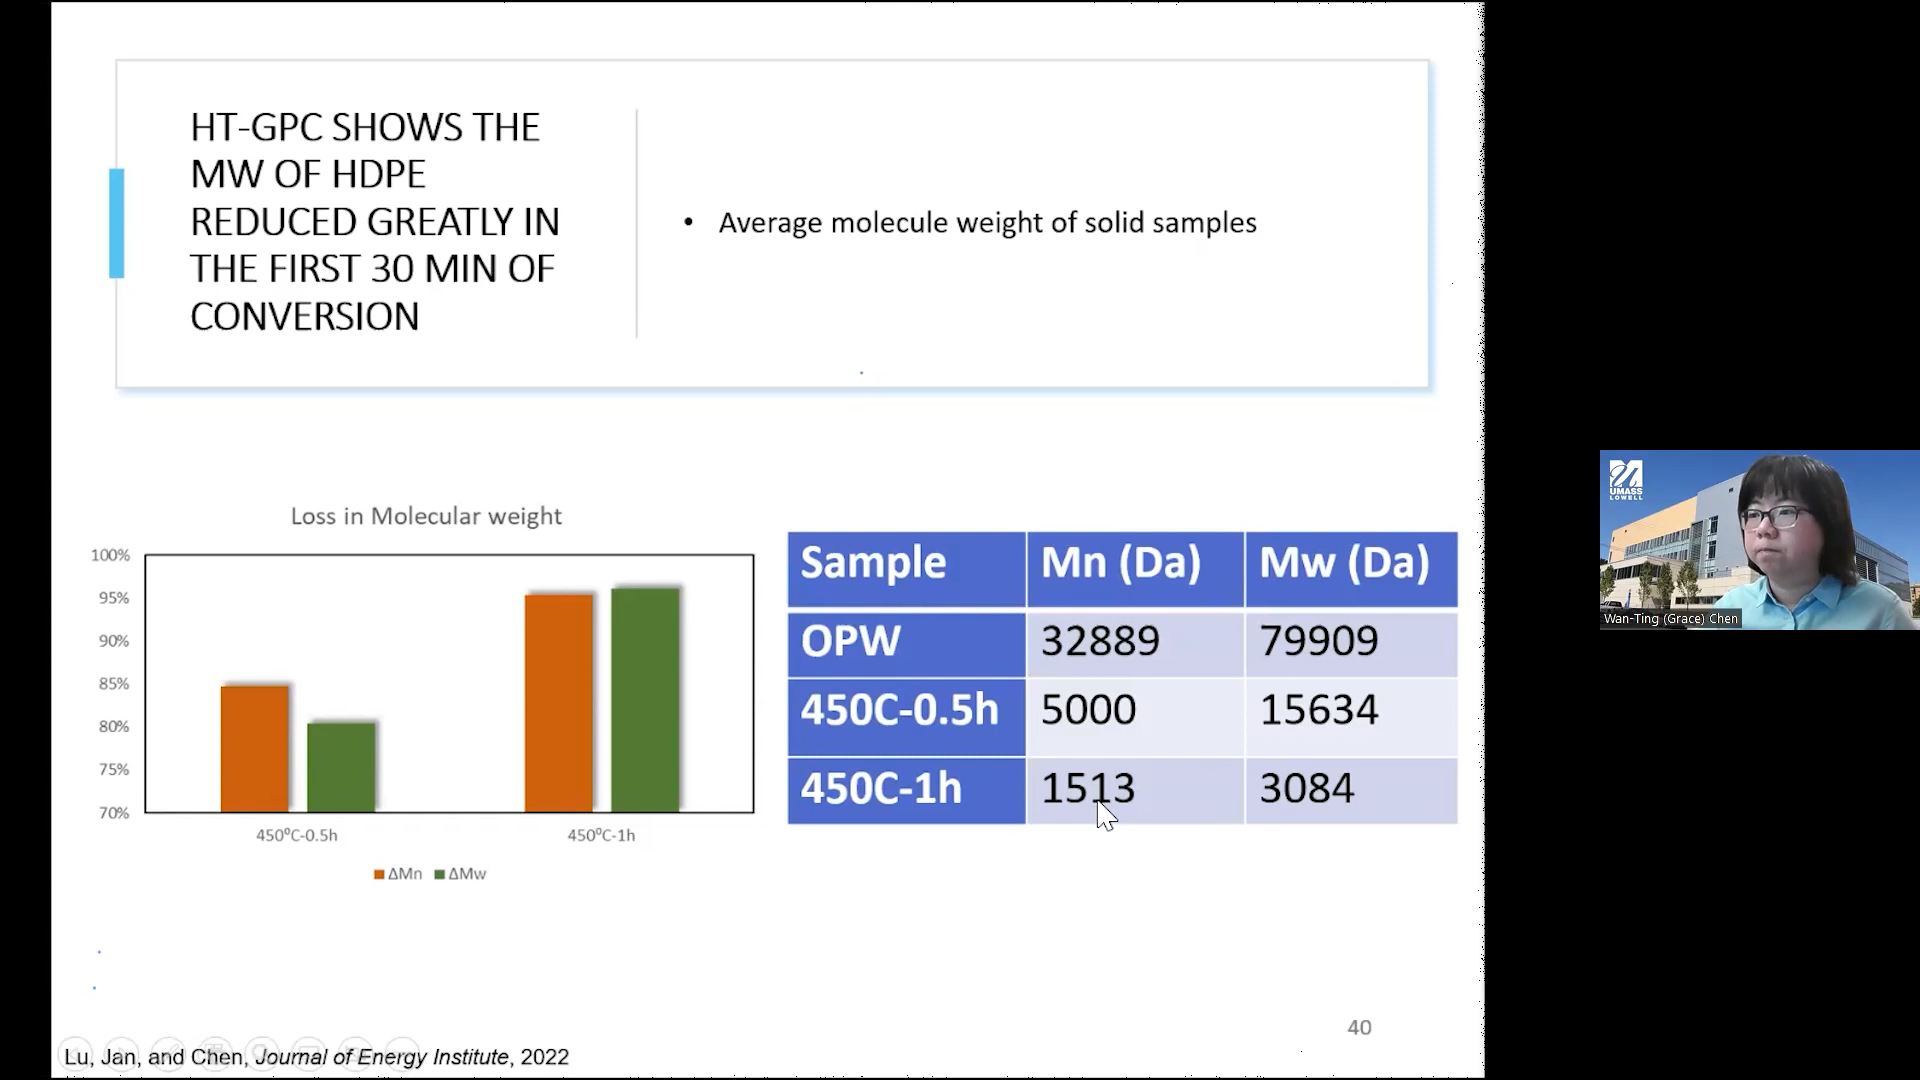 HT-GPC SHOWS THE
MW OF HDPE
REDUCED GREATLY IN
THE FIRST 30 MIN OF
CONVERSION
• Average molecule weight of solid samples
Loss in Molecular weight
100%
95%
90%
85%
80%
75%
70%
450ºC-0.5h
450ºC-1h
ΔMn ΔMw
Sample Mn (Da) Mw (Da)
OPW 32889 79909
450C-0.5h 5000 15634
450C-1h 1513 3084
UMASS
LOWELL
Wan-Ting (Grace) Chen
40
Lu, Jan, and Chen, Journal of Energy Institute, 2022